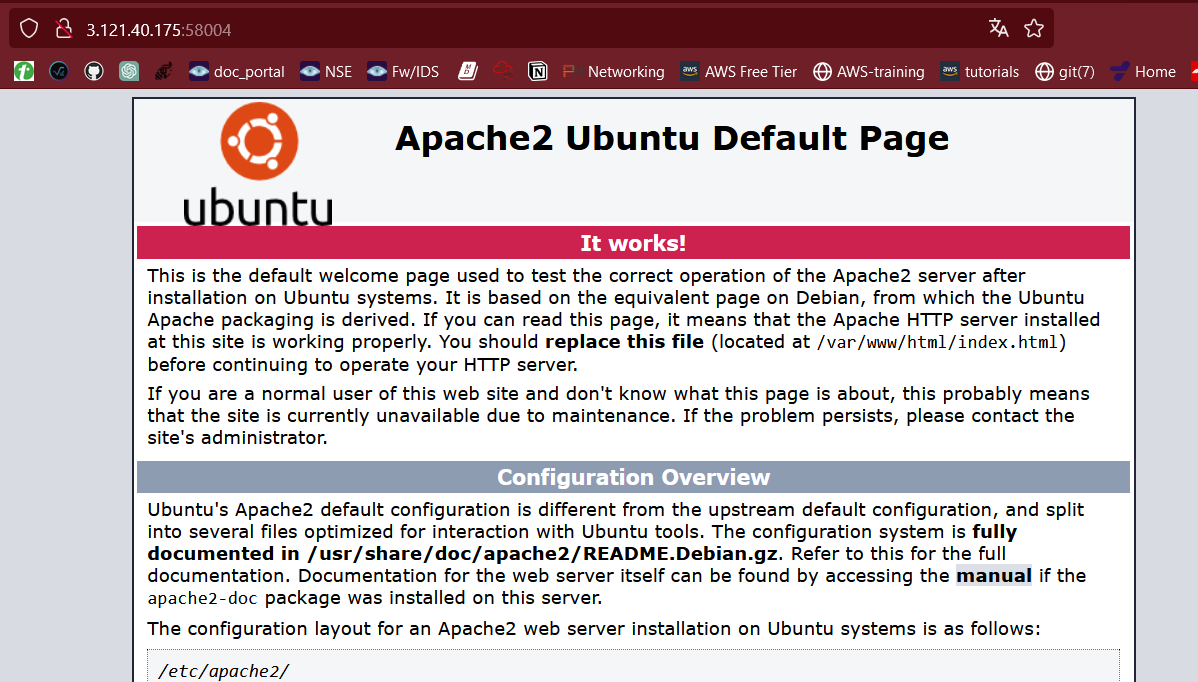 3.121.40.175:58004
doc_portal NSE Fw/IDS Networking AWS Free Tier AWS-training aws tutorials git(7) Home
Apache2 Ubuntu Default Page
ubuntu
It works!
This is the default welcome page used to test the correct operation of the Apache2 server after
installation on Ubuntu systems. It is based on the equivalent page on Debian, from which the Ubuntu
Apache packaging is derived. If you can read this page, it means that the Apache HTTP server installed
at this site is working properly. You should replace this file (located at /var/www/html/index.html)
before continuing to operate your HTTP server.
If you are a normal user of this web site and don't know what this page is about, this probably means
that the site is currently unavailable due to maintenance. If the problem persists, please contact the
site's administrator.
Configuration Overview
Ubuntu's Apache2 default configuration is different from the upstream default configuration, and split
into several files optimized for interaction with Ubuntu tools. The configuration system is fully
documented in /usr/share/doc/apache2/README.Debian.gz. Refer to this for the full
documentation. Documentation for the web server itself can be found by accessing the manual if the
apache2-doc package was installed on this server.
The configuration layout for an Apache2 web server installation on Ubuntu systems is as follows:
/etc/apache2/